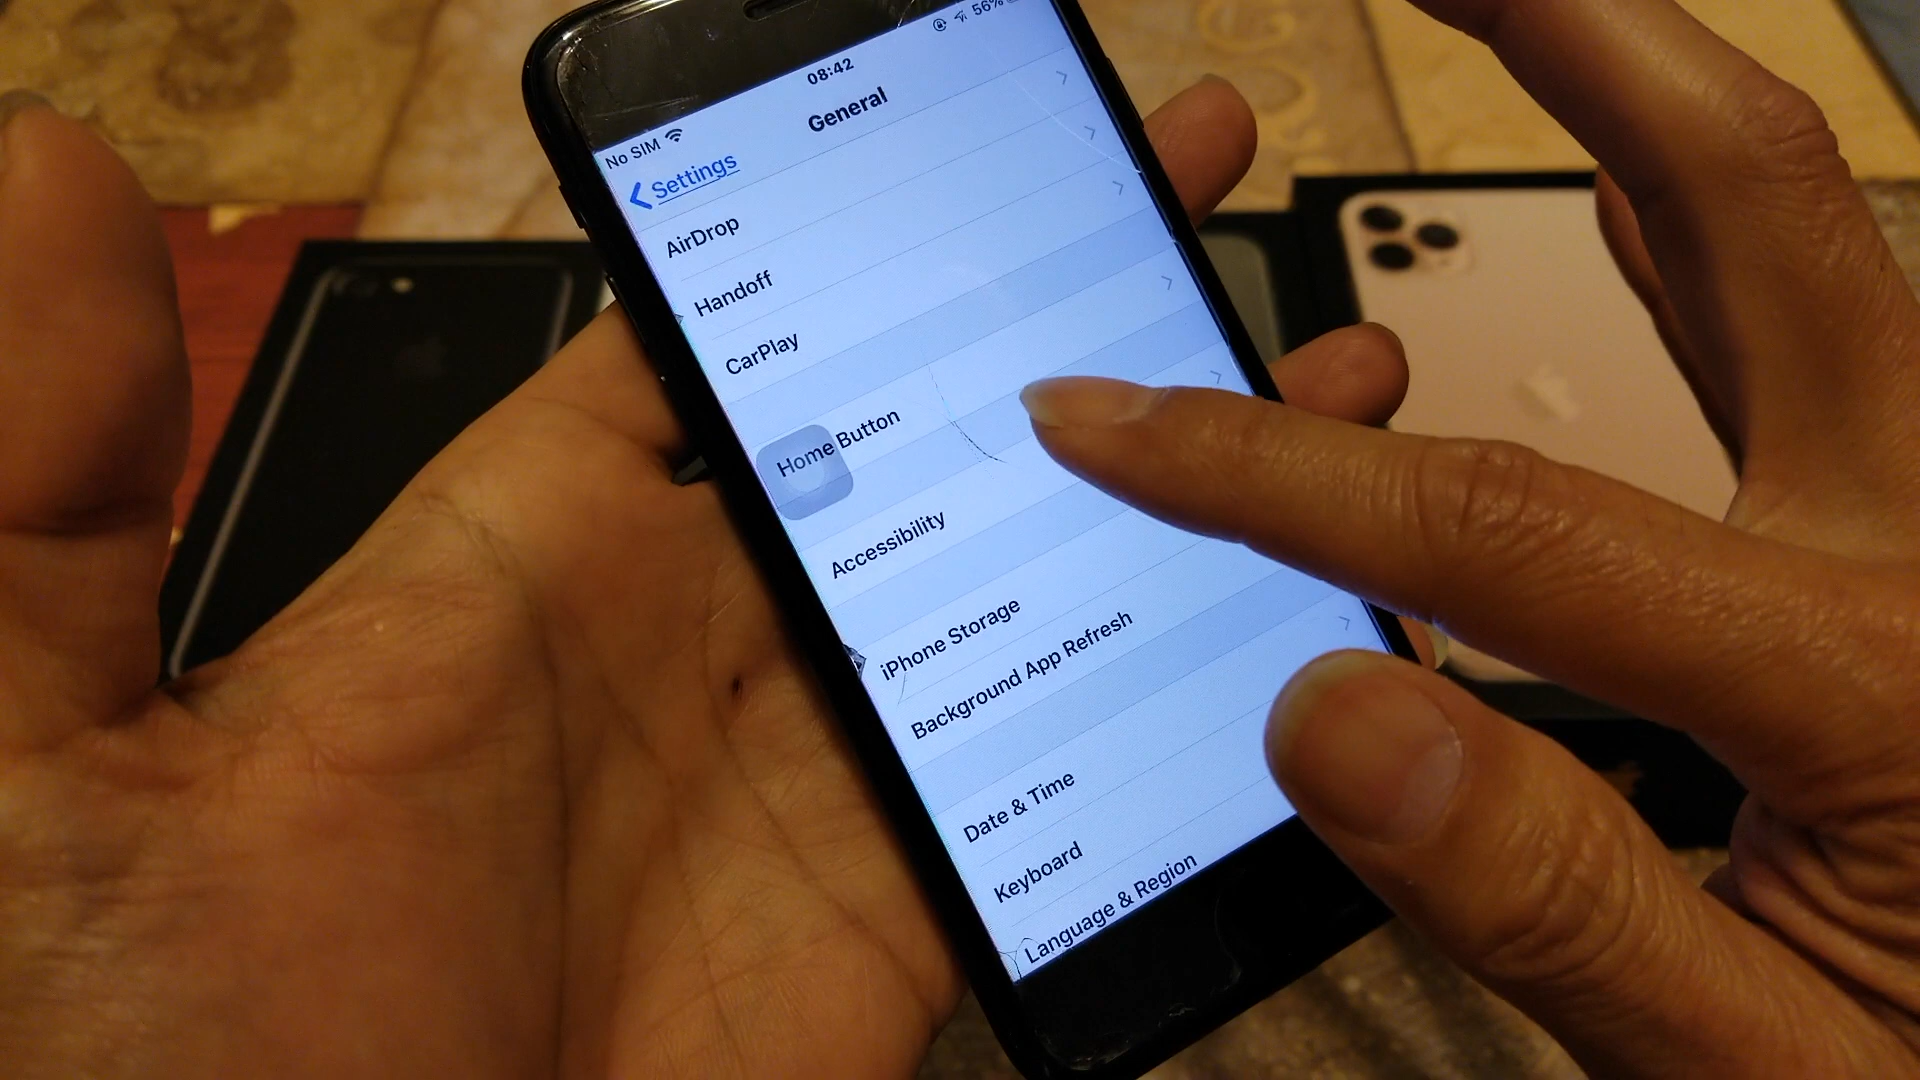 56%
08:42
No SIM
General
Settings
AirDrop
Handoff
CarPlay
Home Button
Accessibility
iPhone Storage
Background App Refresh
Date & Time
Keyboard
Language & Region